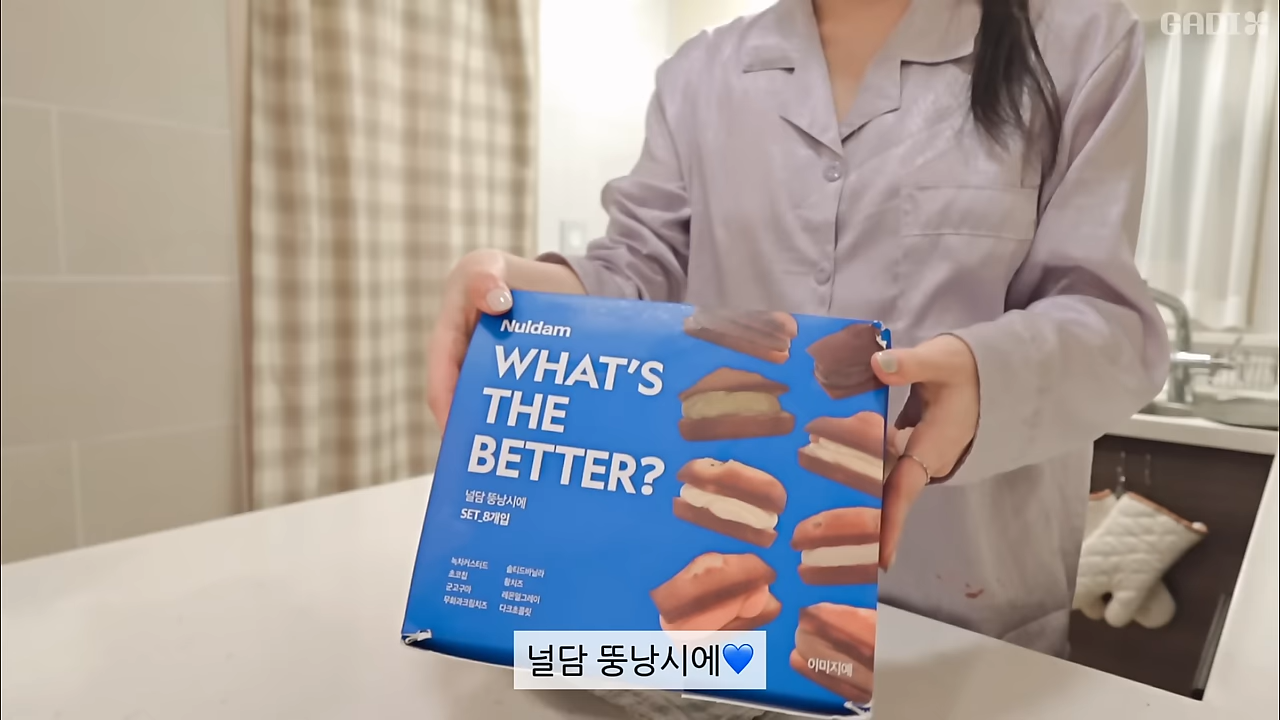 GADI
Nuldam
WHAT'S
THE
BETTER?
널담 뚱낭시에
SET_8개입
녹차커스터드
초코칩
군고구마
무화과크림치즈
솔티드바닐라
황치즈
레몬얼그레이
다크초콜릿
이미지예
널담 뚱낭시에💙